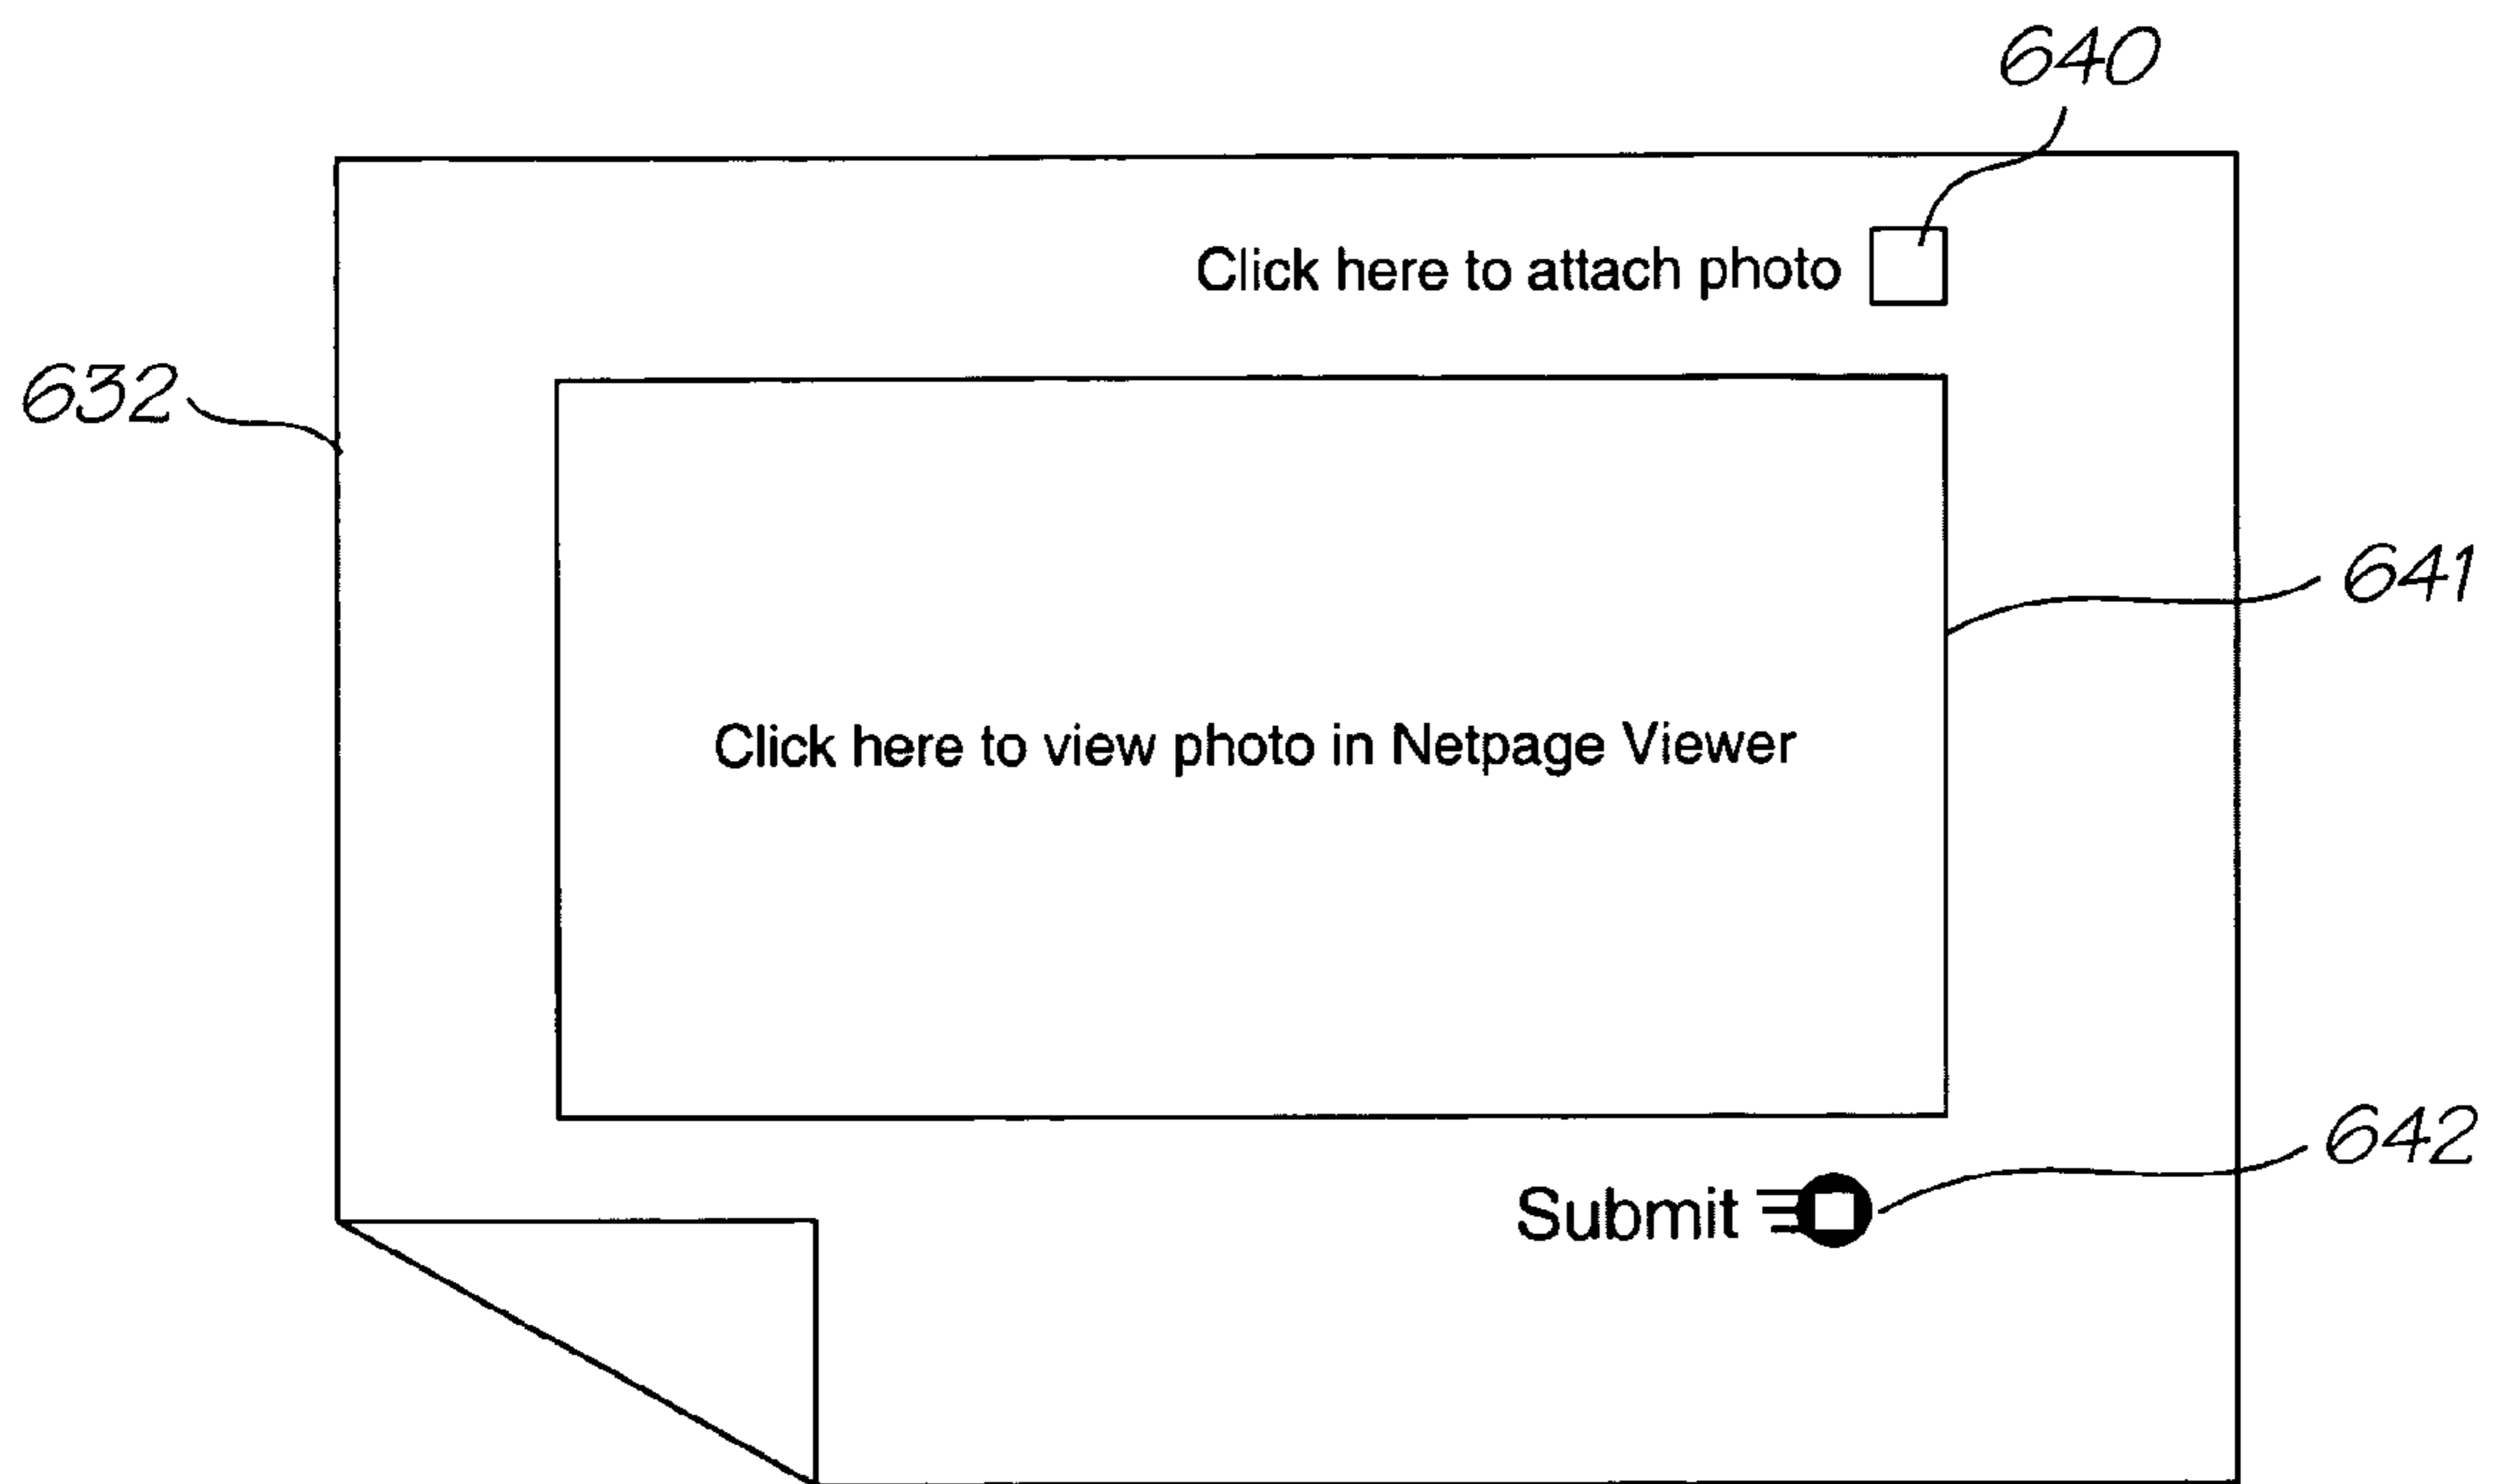 640
Click here to attach photo
632
641
Click here to view photo in Netpage Viewer
642
Submit